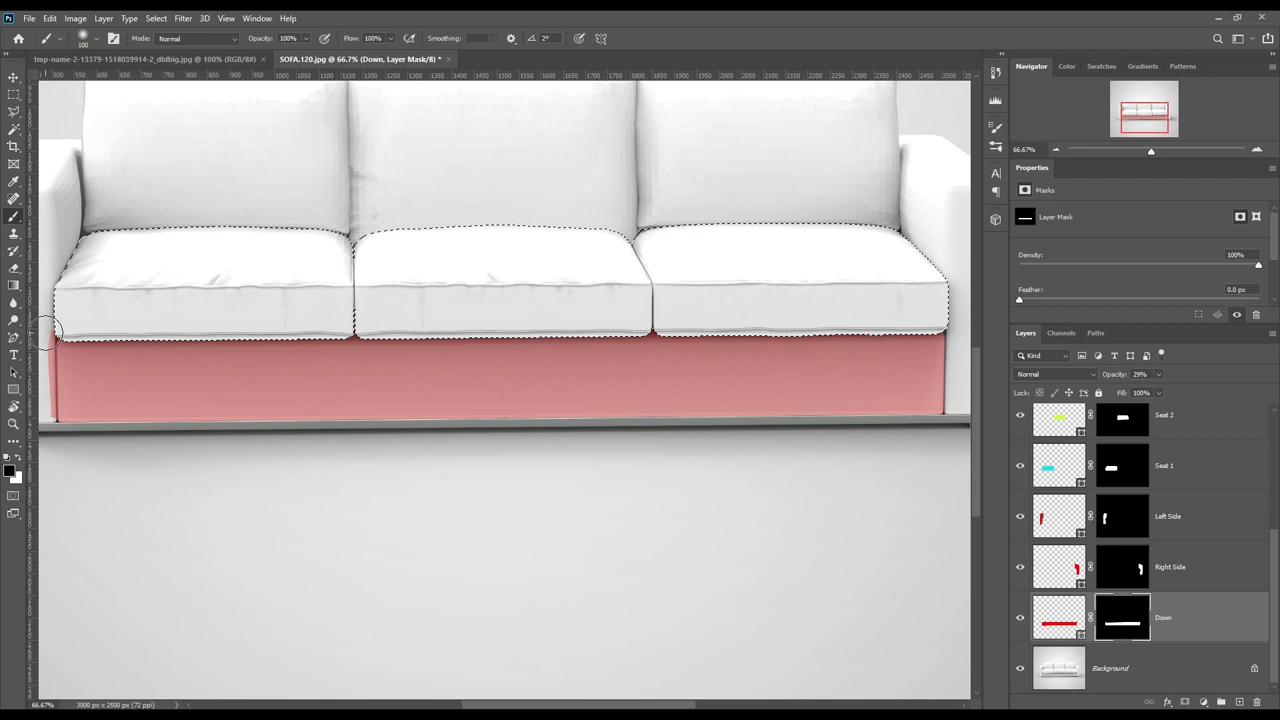 Ps File Edit Image Layer Type Select Filter 3D View Window Help
100 Mode: Normal Opacity: 100% Flow: 100% Smoothing: 2°
tmp-name-2-13379-1518039914-2_dblbig.jpg @ 100% (RGB/8#) × SOFA.120.jpg @ 66.7% (Down, Layer Mask/8) * ×
Navigator Color Swatches Gradients Patterns
66.67%
Properties
Masks
Layer Mask
Density: 100%
Feather: 0.0 px
Layers Channels Paths
Kind
Normal Opacity: 29%
Lock: Fill: 100%
Seat 2
Seat 1
Left Side
Right Side
Down
Background
66.67% 3000 px x 2500 px (72 ppi)